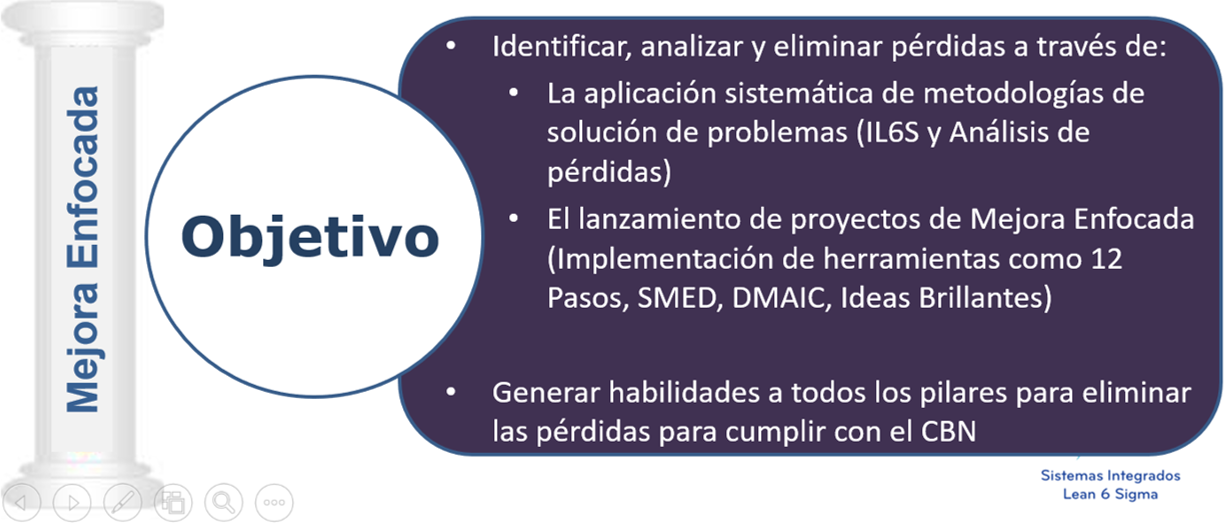 Mejora Enfocada
Objetivo
• Identificar, analizar y eliminar pérdidas a través de:
• La aplicación sistemática de metodologías de
solución de problemas (IL6S y Análisis de
pérdidas)
• El lanzamiento de proyectos de Mejora Enfocada
(Implementación de herramientas como 12
Pasos, SMED, DMAIC, Ideas Brillantes)
• Generar habilidades a todos los pilares para eliminar
las pérdidas para cumplir con el CBN
Sistemas Integrados
Lean 6 Sigma